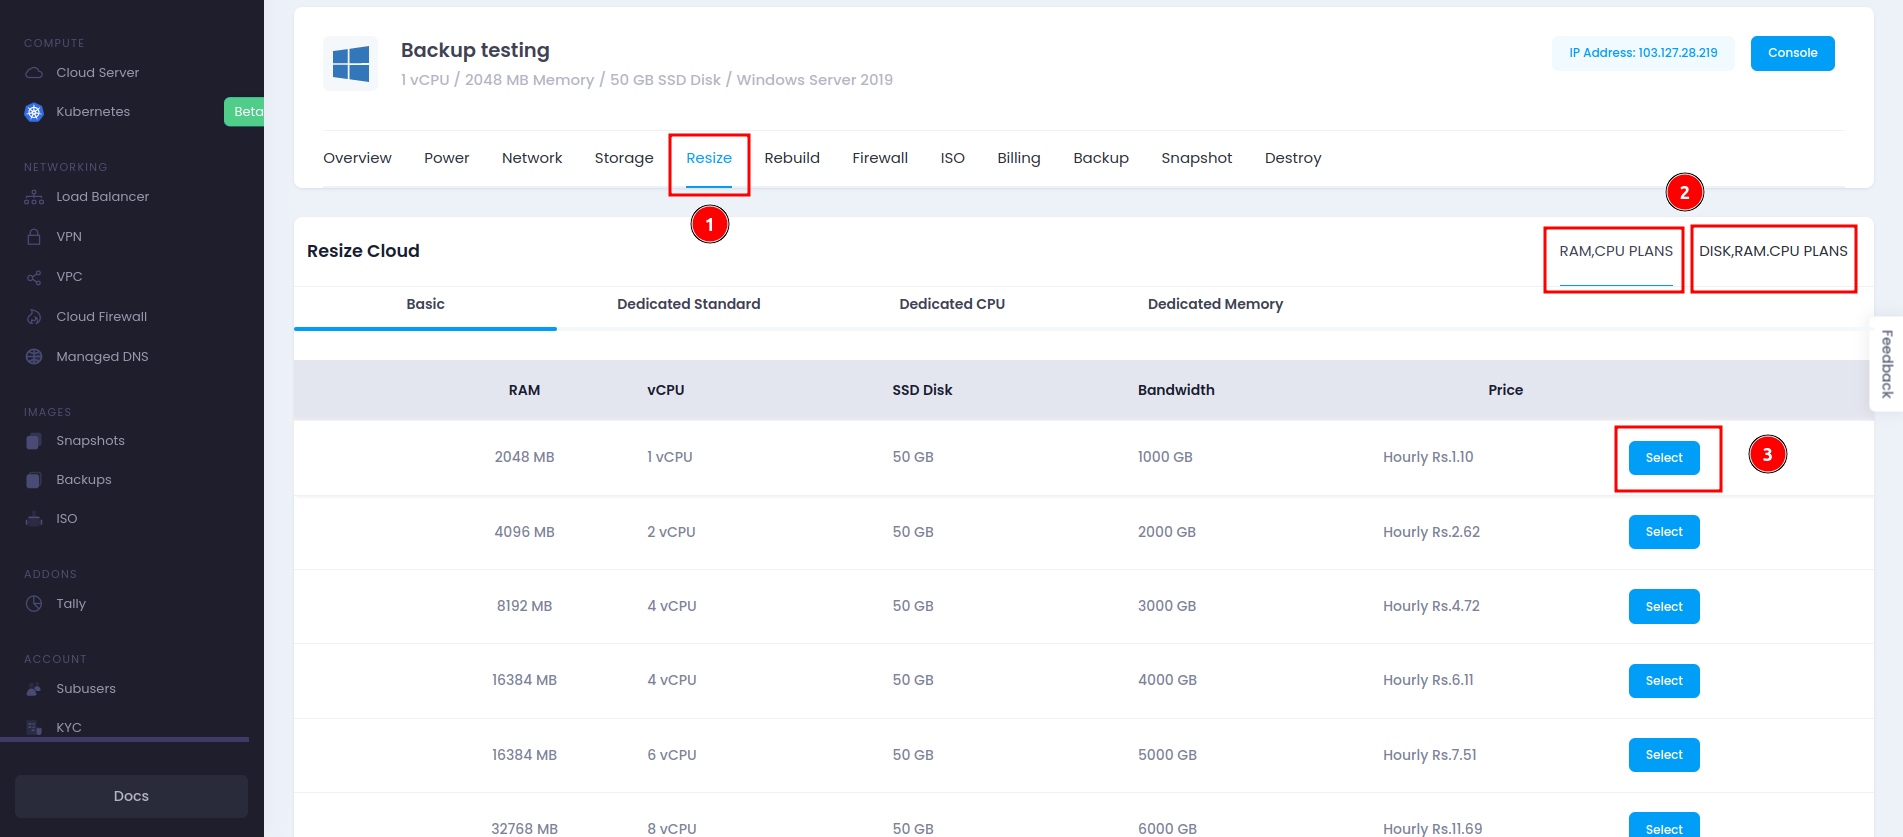 COMPUTE
Cloud Server
Kubernetes
Beta
NETWORKING
Load Balancer
VPN
VPC
Cloud Firewall
Managed DNS
IMAGES
Snapshots
Backups
ISO
ADDONS
Tally
ACCOUNT
Subusers
KYC
Docs
Backup testing
1 vCPU / 2048 MB Memory / 50 GB SSD Disk / Windows Server 2019
IP Address: 103.127.28.219
Console
Overview Power Network Storage Resize Rebuild Firewall ISO Billing Backup Snapshot Destroy
1
2
Resize Cloud
RAM,CPU PLANS DISK,RAM.CPU PLANS
Basic Dedicated Standard Dedicated CPU Dedicated Memory
RAM vCPU SSD Disk Bandwidth Price
2048 MB 1 vCPU 50 GB 1000 GB Hourly Rs.1.10 Select
3
4096 MB 2 vCPU 50 GB 2000 GB Hourly Rs.2.62 Select
8192 MB 4 vCPU 50 GB 3000 GB Hourly Rs.4.72 Select
16384 MB 4 vCPU 50 GB 4000 GB Hourly Rs.6.11 Select
16384 MB 6 vCPU 50 GB 5000 GB Hourly Rs.7.51 Select
32768 MB 8 vCPU 50 GB 6000 GB Hourly Rs.11.69 Select
Feedback